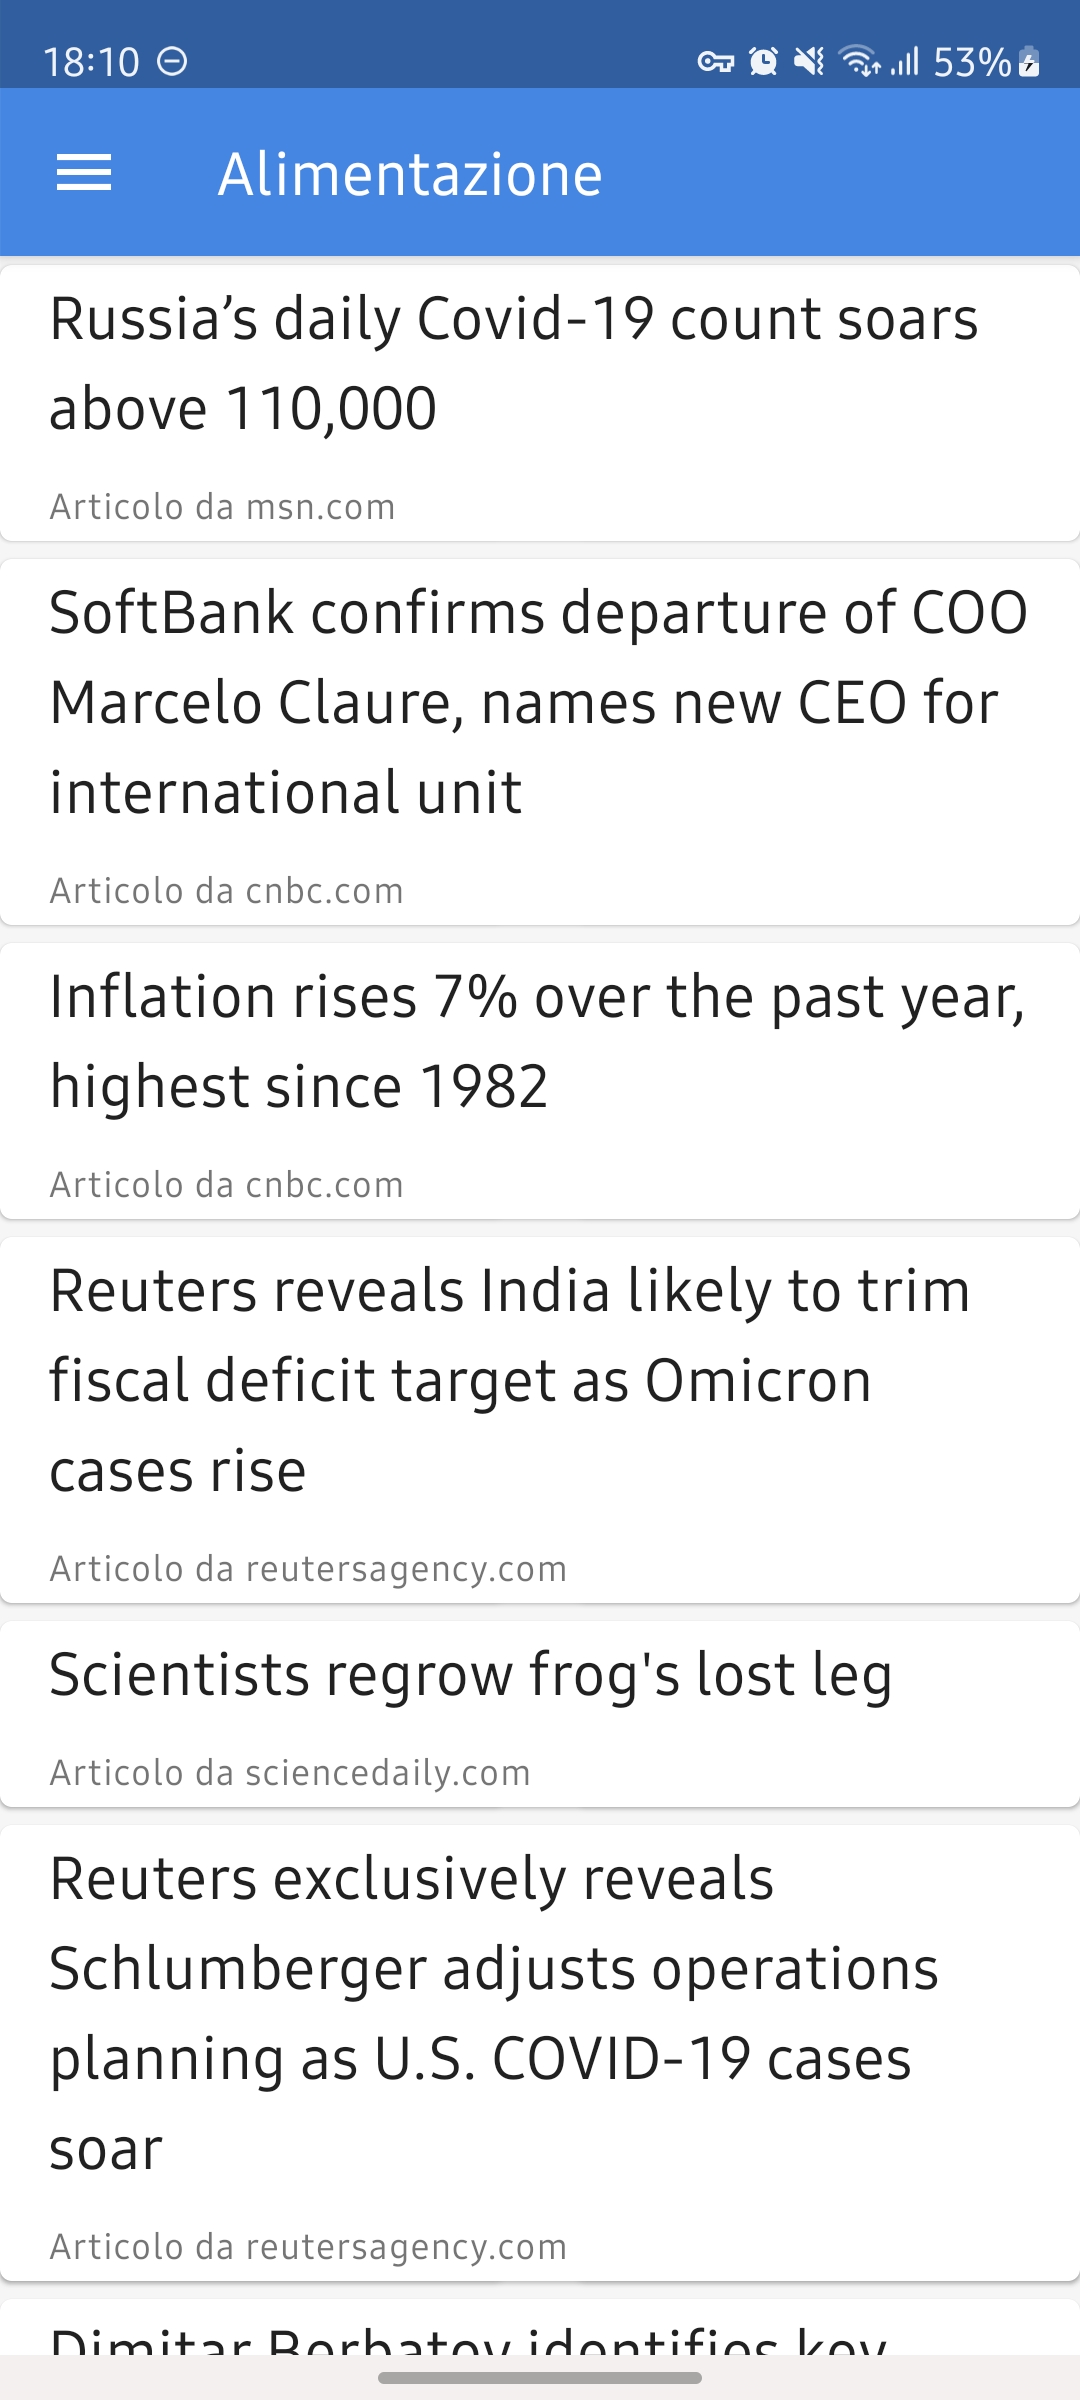 18:10 53%
Alimentazione
Russia’s daily Covid-19 count soars
above 110,000
Articolo da msn.com
SoftBank confirms departure of COO
Marcelo Claure, names new CEO for
international unit
Articolo da cnbc.com
Inflation rises 7% over the past year,
highest since 1982
Articolo da cnbc.com
Reuters reveals India likely to trim
fiscal deficit target as Omicron
cases rise
Articolo da reutersagency.com
Scientists regrow frog's lost leg
Articolo da sciencedaily.com
Reuters exclusively reveals
Schlumberger adjusts operations
planning as U.S. COVID-19 cases
soar
Articolo da reutersagency.com
Dimitar Berbatov identifies key